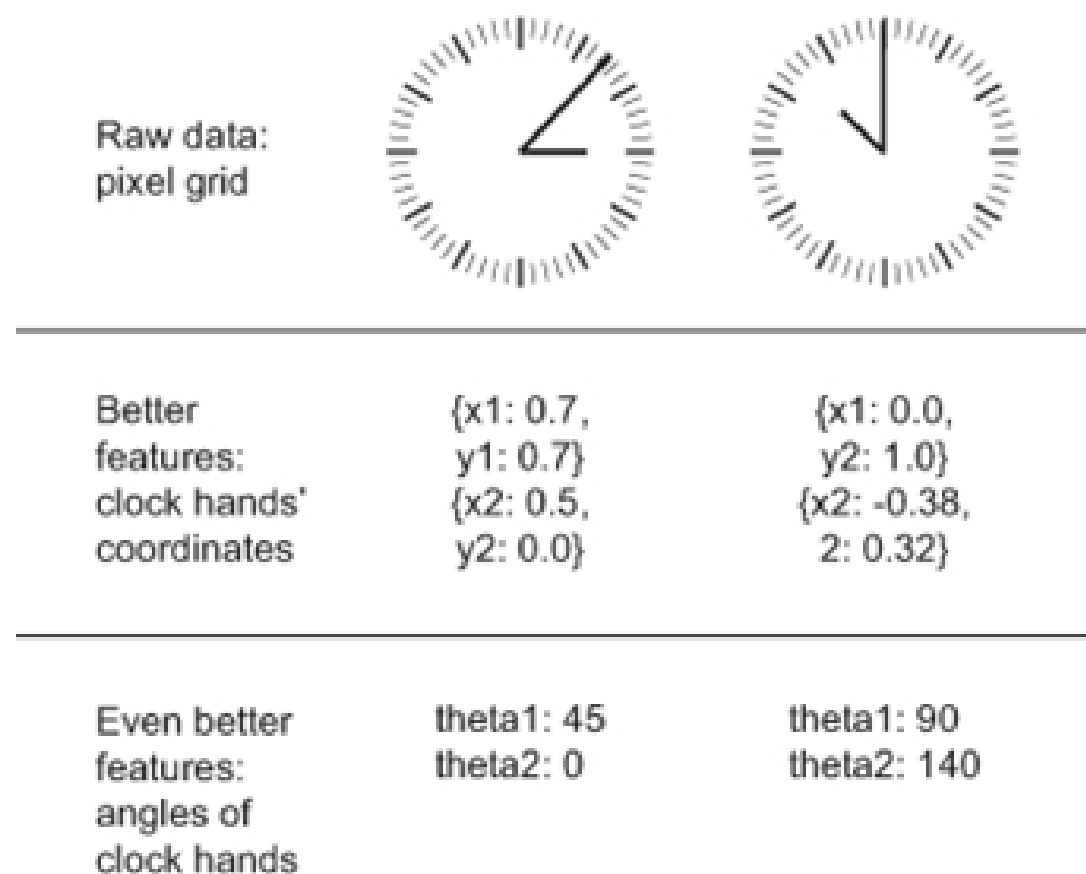 Raw data:
pixel grid
Better
features:
clock hands'
coordinates
{x1: 0.7,
y1: 0.7}
{x2: 0.5,
y2: 0.0}
{x1: 0.0,
y2: 1.0}
{x2: -0.38,
2: 0.32}
Even better
features:
angles of
clock hands
theta1: 45
theta2: 0
theta1: 90
theta2: 140